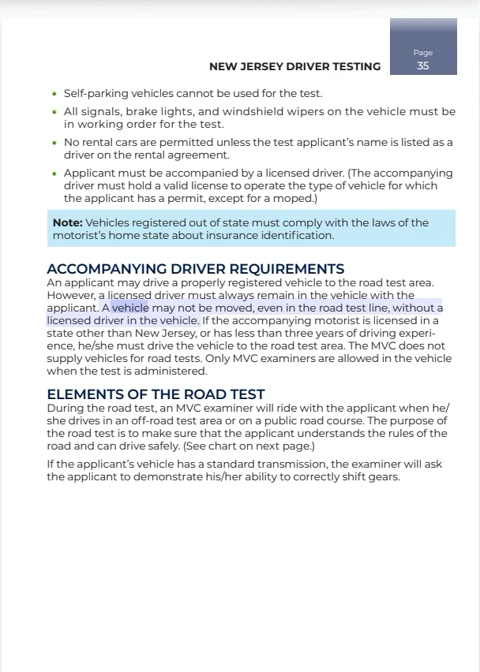 Page
NEW JERSEY DRIVER TESTING 35
• Self-parking vehicles cannot be used for the test.
• All signals, brake lights, and windshield wipers on the vehicle must be
in working order for the test.
• No rental cars are permitted unless the test applicant's name is listed as a
driver on the rental agreement.
• Applicant must be accompanied by a licensed driver. (The accompanying
driver must hold a valid license to operate the type of vehicle for which
the applicant has a permit, except for a moped.)
Note: Vehicles registered out of state must comply with the laws of the
motorist's home state about insurance identification.
ACCOMPANYING DRIVER REQUIREMENTS
An applicant may drive a properly registered vehicle to the road test area.
However, a licensed driver must always remain in the vehicle with the
applicant. A vehicle may not be moved, even in the road test line, without a
licensed driver in the vehicle. If the accompanying motorist is licensed in a
state other than New Jersey, or has less than three years of driving experi-
ence, he/she must drive the vehicle to the road test area. The MVC does not
supply vehicles for road tests. Only MVC examiners are allowed in the vehicle
when the test is administered.
ELEMENTS OF THE ROAD TEST
During the road test, an MVC examiner will ride with the applicant when he/
she drives in an off-road test area or on a public road course. The purpose of
the road test is to make sure that the applicant understands the rules of the
road and can drive safely. (See chart on next page.)
If the applicant's vehicle has a standard transmission, the examiner will ask
the applicant to demonstrate his/her ability to correctly shift gears.